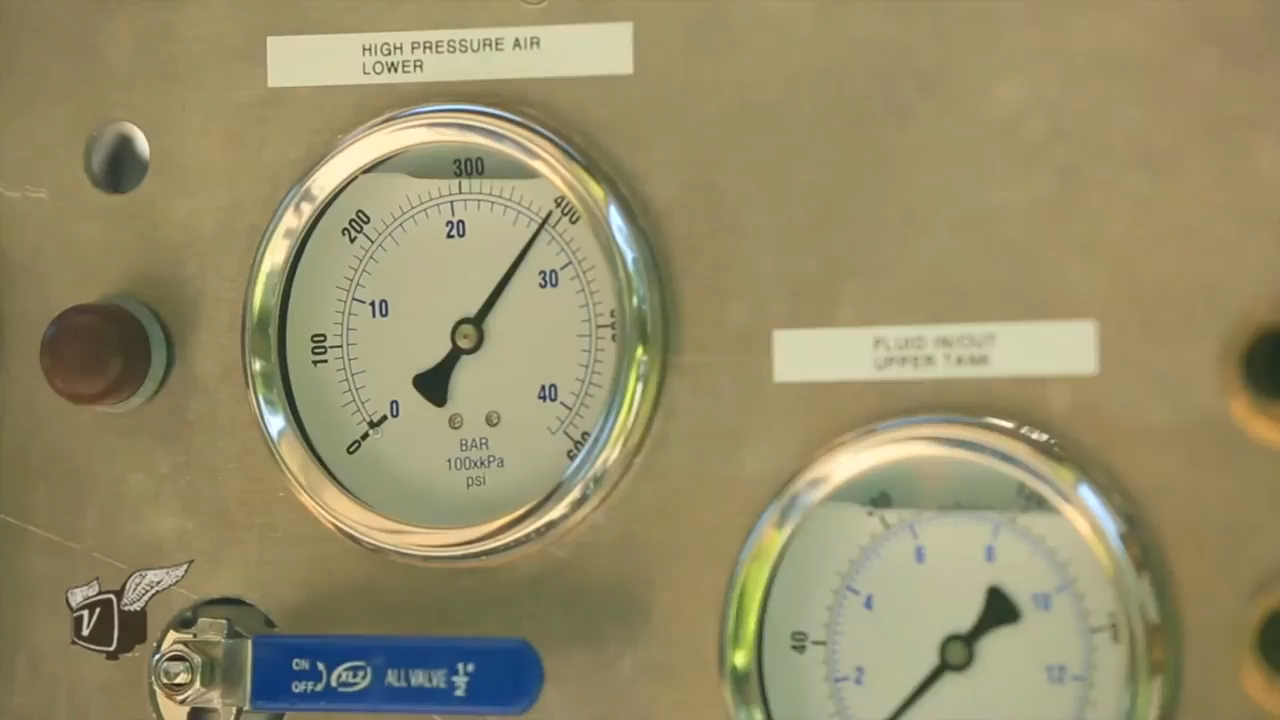 HIGH PRESSURE AIR
LOWER
300
200
400
20
30
10
100
0
0
40
600
BAR
100xkPa
psi
FLUID IN/OUT
UPPER TANK
6
8
4
10
40
2
12
V
ON
OFF
XLZ
ALL VALVE 1"/2